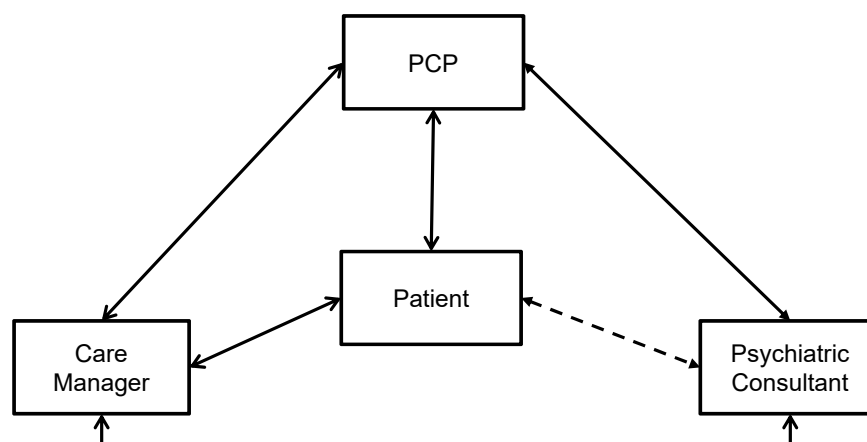 PCP
Patient
Care
Manager
Psychiatric
Consultant